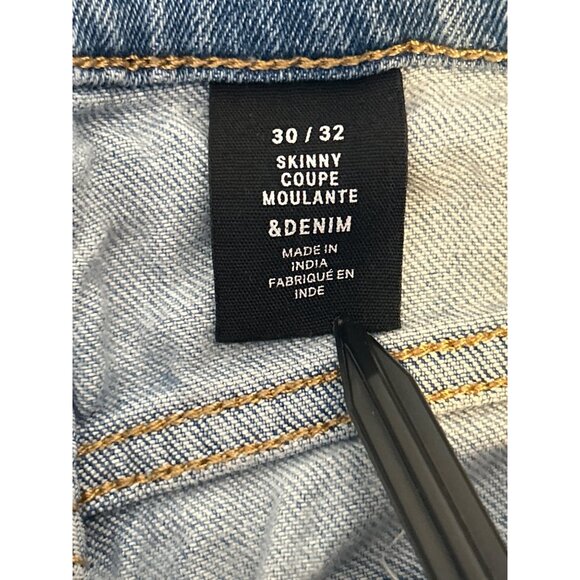 30 / 32
SKINNY
COUPE
MOULANTE
&DENIM
MADE IN
INDIA
FABRIQUÉ EN
INDE